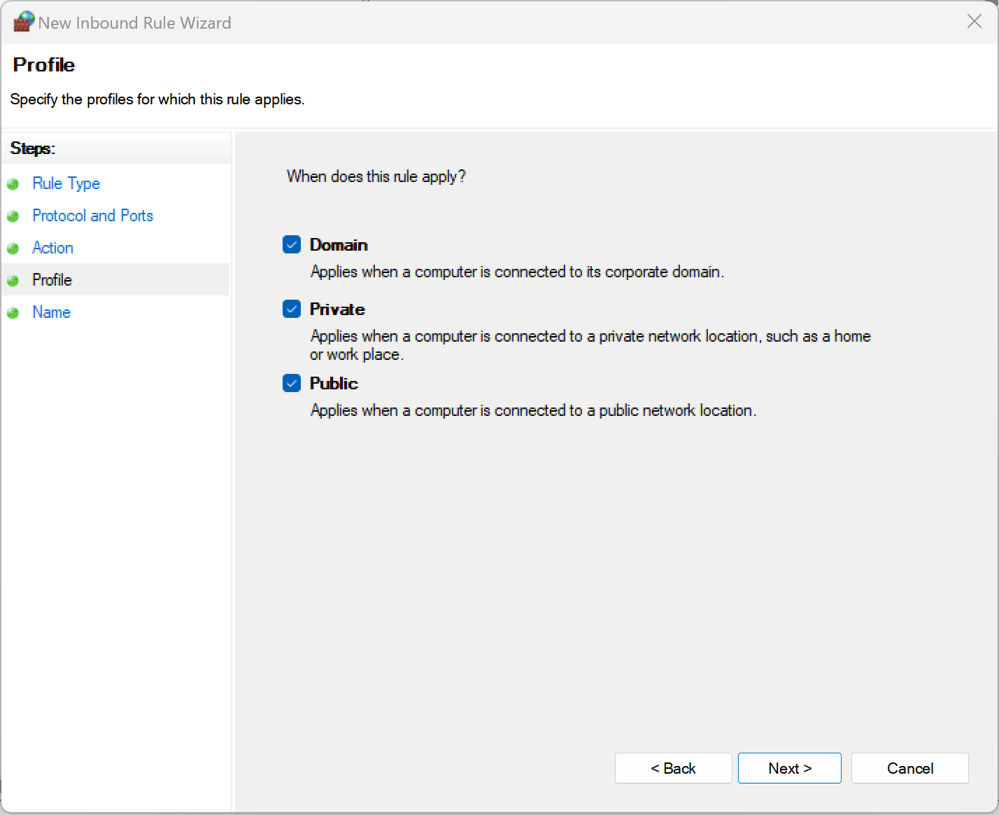 New Inbound Rule Wizard
Profile
Specify the profiles for which this rule applies.
Steps:
Rule Type
Protocol and Ports
Action
Profile
Name
When does this rule apply?
Domain
Applies when a computer is connected to its corporate domain.
Private
Applies when a computer is connected to a private network location, such as a home
or work place.
Public
Applies when a computer is connected to a public network location.
< Back
Next >
Cancel